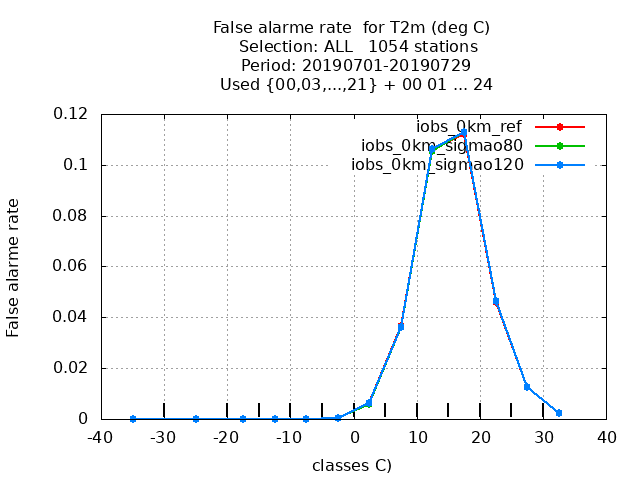 False alarme rate  for T2m (deg C)
Selection: ALL   1054 stations
Period: 20190701-20190729
Used {00,03,...,21} + 00 01 ... 24
0.12
0.1
0.08
0.06
0.04
0.02
0
False alarme rate
iobs_0km_ref
iobs_0km_sigmao80
iobs_0km_sigmao120
-40 -30 -20 -10 0 10 20 30 40
classes C)